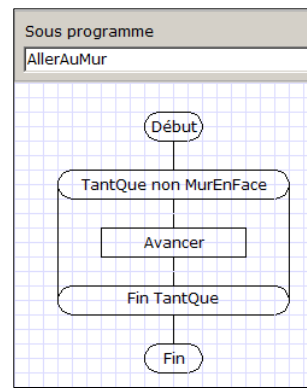 Sous programme
AllerAuMur
Début
TantQue non MurEnFace
Avancer
Fin TantQue
Fin